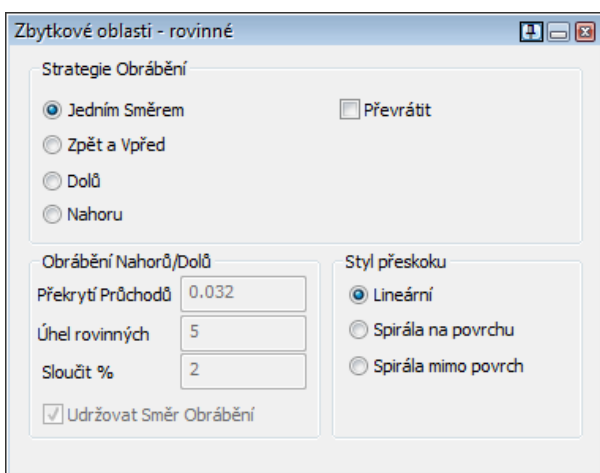 Zbytkové oblasti - rovinné
Strategie Obrábění
Jedním Směrem
Převrátit
Zpět a Vpřed
Dolů
Nahoru
Obrábění Nahorů/Dolů
Překrytí Průchodů 0.032
Úhel rovinných 5
Sloučit % 2
Udržovat Směr Obrábění
Styl přeskoku
Lineární
Spirála na povrchu
Spirála mimo povrch